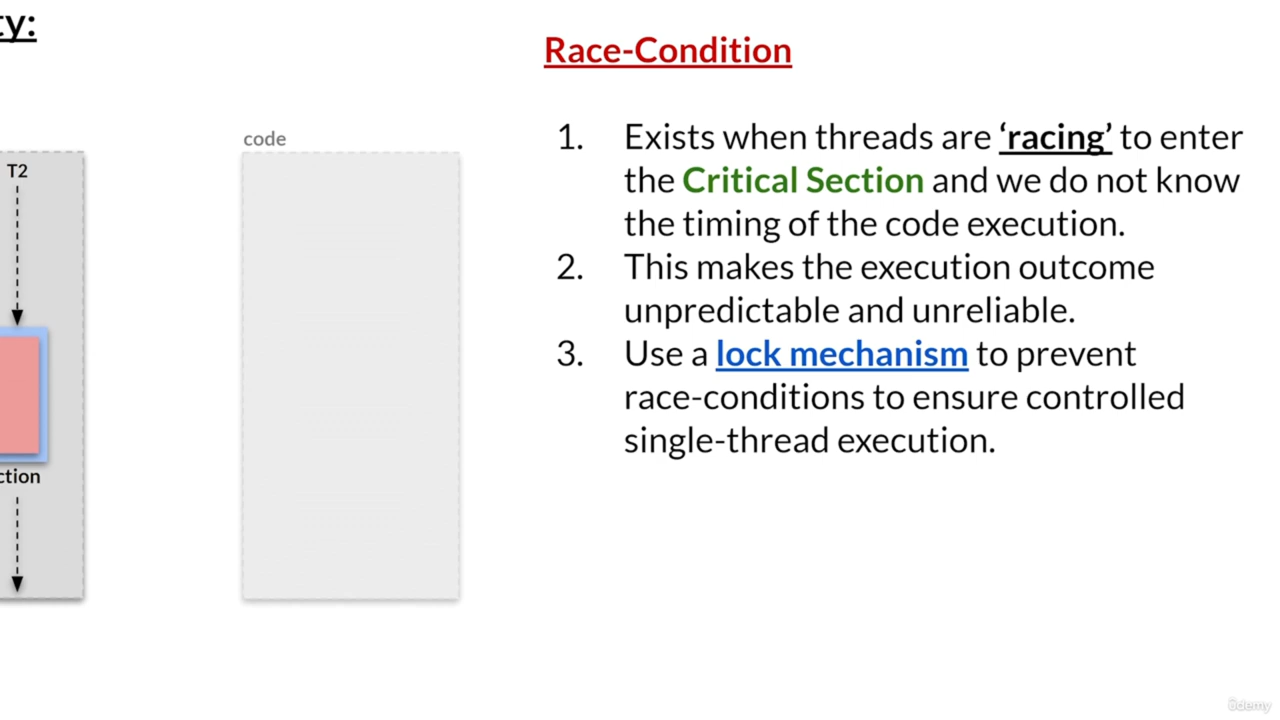 ty:
Race-Condition
code
T2
1. Exists when threads are ‘racing’ to enter
the Critical Section and we do not know
the timing of the code execution.
2. This makes the execution outcome
unpredictable and unreliable.
3. Use a lock mechanism to prevent
race-conditions to ensure controlled
single-thread execution.
ction
ûdemy